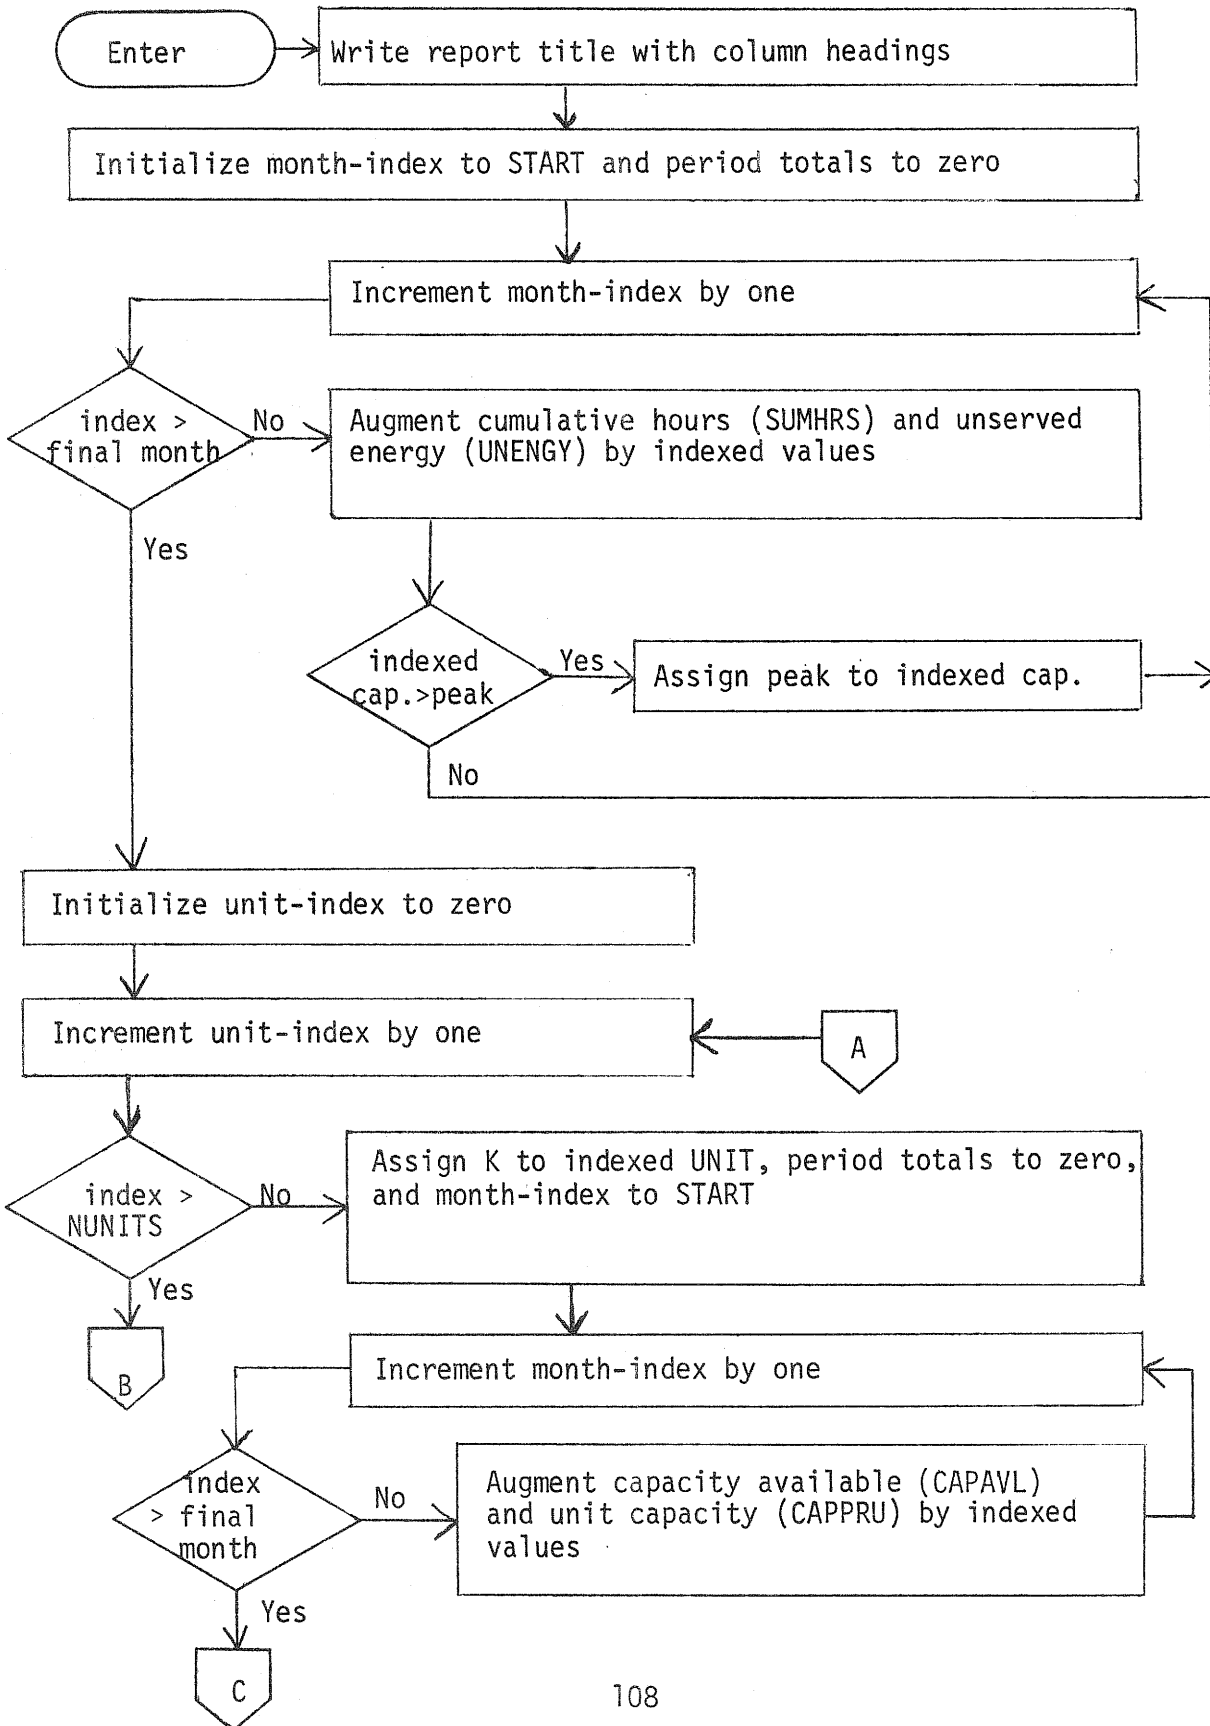 Enter
Write report title with column headings
Initialize month-index to START and period totals to zero
Increment month-index by one
index >
final month
No
Augment cumulative hours (SUMHRS) and unserved
energy (UNENGY) by indexed values
Yes
indexed
cap.>peak
Yes
Assign peak to indexed cap.
No
Initialize unit-index to zero
Increment unit-index by one
A
index >
NUNITS
No
Assign K to indexed UNIT, period totals to zero,
and month-index to START
Yes
B
Increment month-index by one
index
> final
month
No
Augment capacity available (CAPAVL)
and unit capacity (CAPPRU) by indexed
values
Yes
C
108